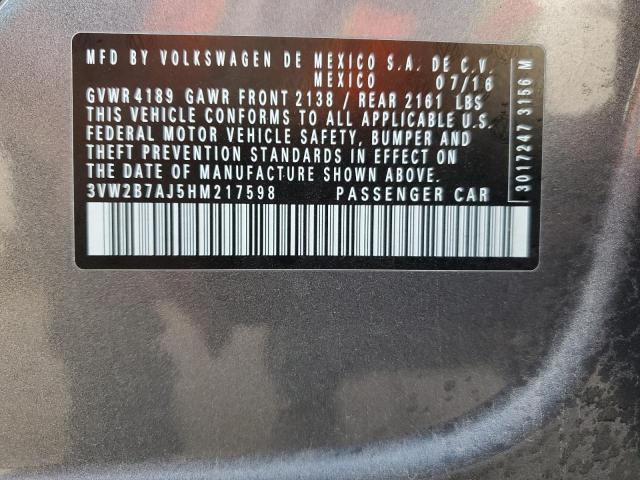 MFD BY VOLKSWAGEN DE MEXICO S.A. DE C.V.
MEXICO 07/16
GVWR 4189 GAWR FRONT 2138 / REAR 2161 LBS
THIS VEHICLE CONFORMS TO ALL APPLICABLE U.S.
FEDERAL MOTOR VEHICLE SAFETY, BUMPER AND
THEFT PREVENTION STANDARDS IN EFFECT ON
THE DATE OF MANUFACTURE SHOWN ABOVE.
3VW2B7AJ5HM217598 PASSENGER CAR
3017247 3156 M